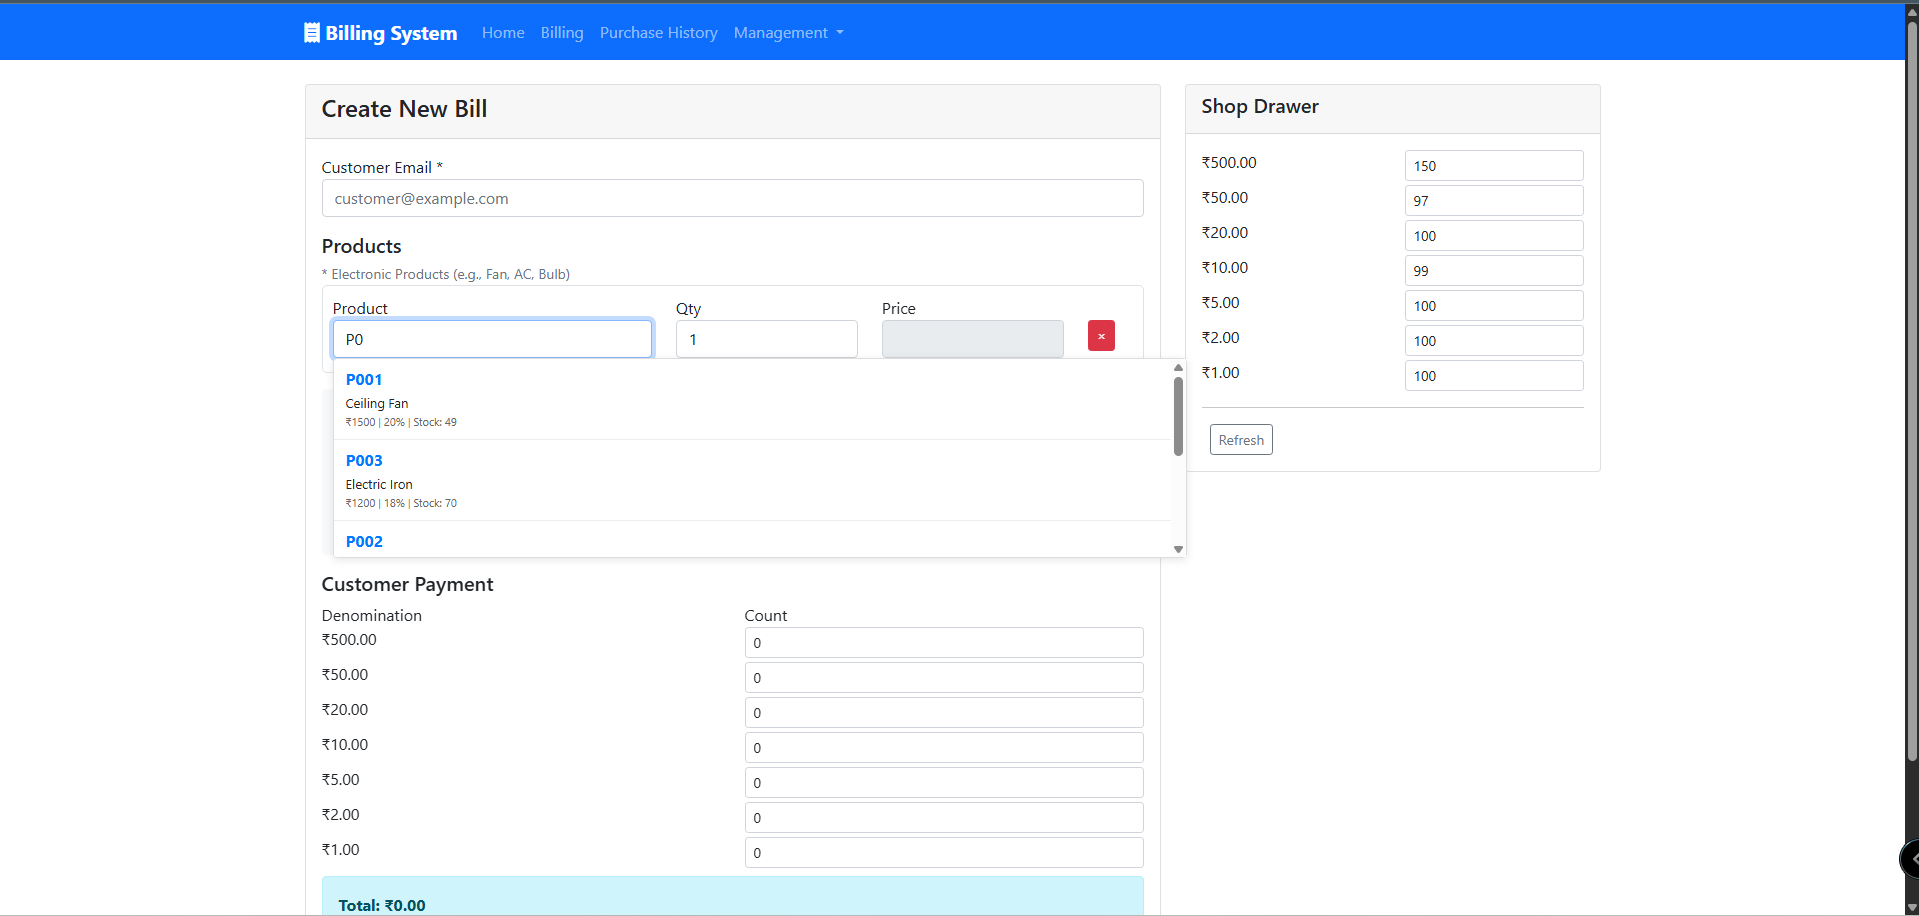 Billing System Home Billing Purchase History Management
Create New Bill
Customer Email *
customer@example.com
Products
* Electronic Products (e.g., Fan, AC, Bulb)
Product Qty Price
P0 1 ×
P001
Ceiling Fan
₹1500 | 20% | Stock: 49
P003
Electric Iron
₹1200 | 18% | Stock: 70
P002
Customer Payment
Denomination Count
₹500.00 0
₹50.00 0
₹20.00 0
₹10.00 0
₹5.00 0
₹2.00 0
₹1.00 0
Total: ₹0.00
Shop Drawer
₹500.00 150
₹50.00 97
₹20.00 100
₹10.00 99
₹5.00 100
₹2.00 100
₹1.00 100
Refresh